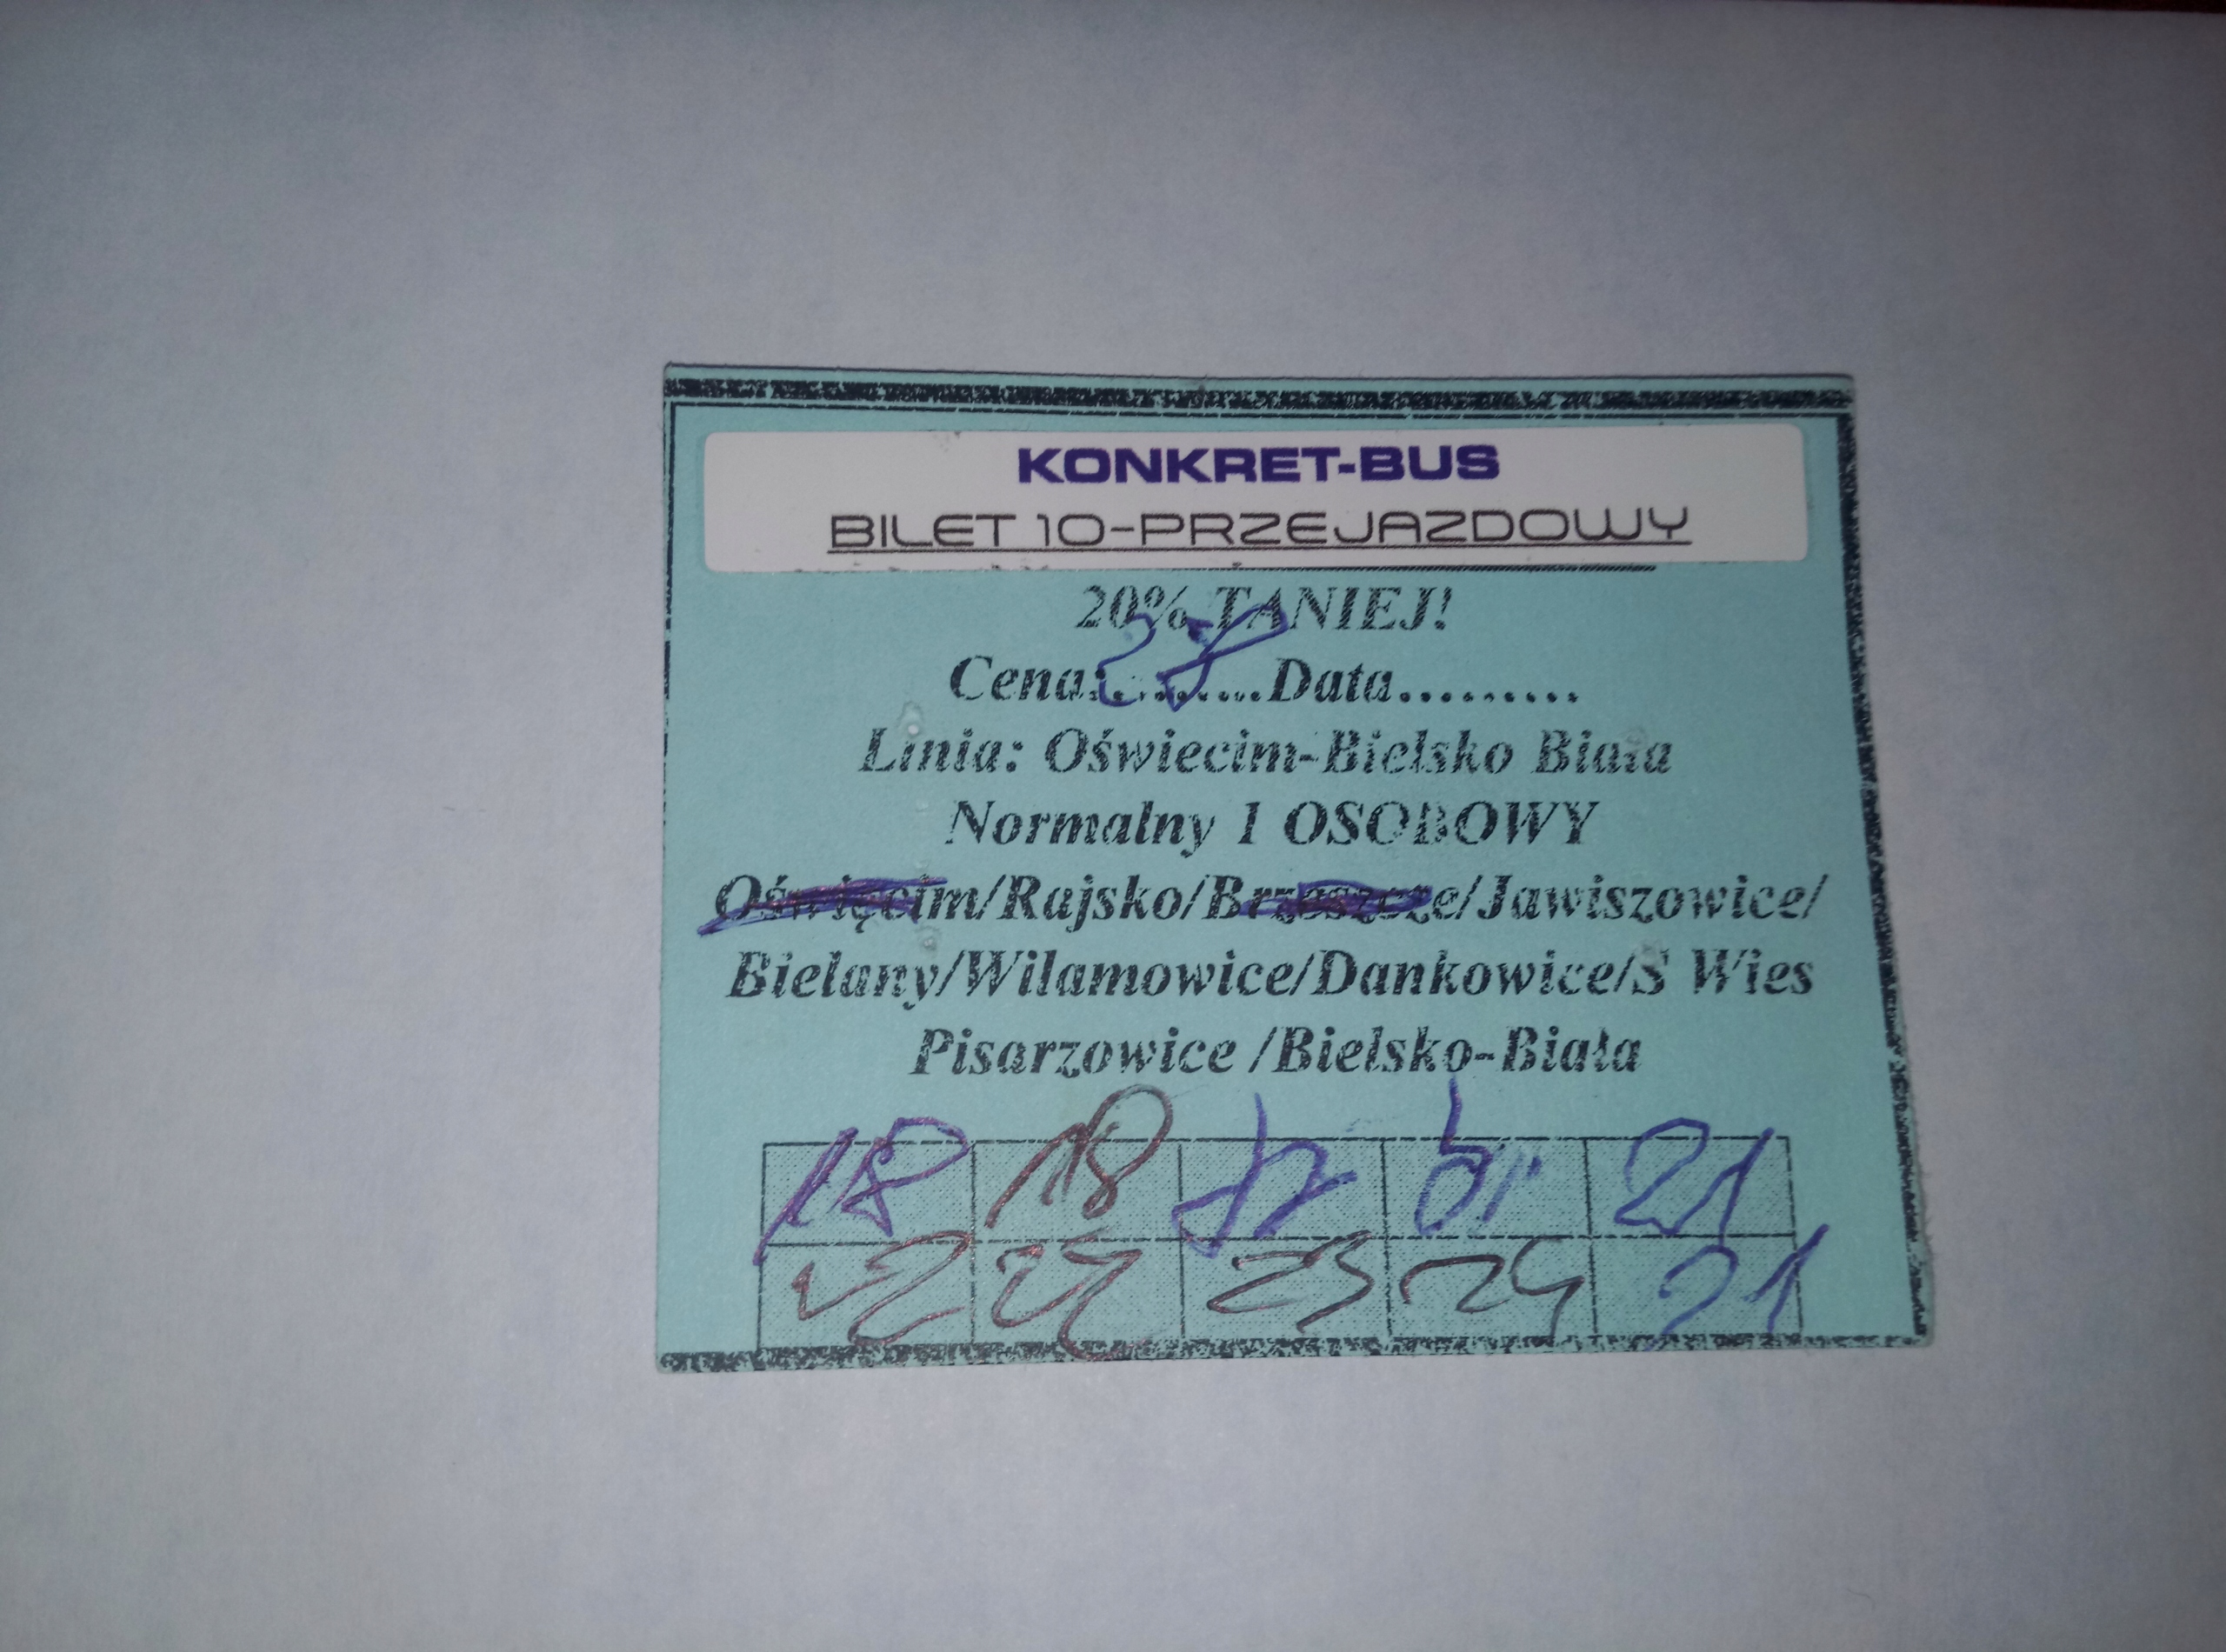 KONKRET-BUS
BILET 10-PRZEJAZDOWY
20% TANIEJ!
Cena:.........Data.........
Linia: Oświecim-Bielsko Biała
Normalny 1 OSOBOWY
Oświęcim/Rajsko/Brzeszcze/Jawiszowice/
Bielany/Wilamowice/Dankowice/S Wies
Pisarzowice /Bielsko-Biała
18 18 21
22 23 24 21